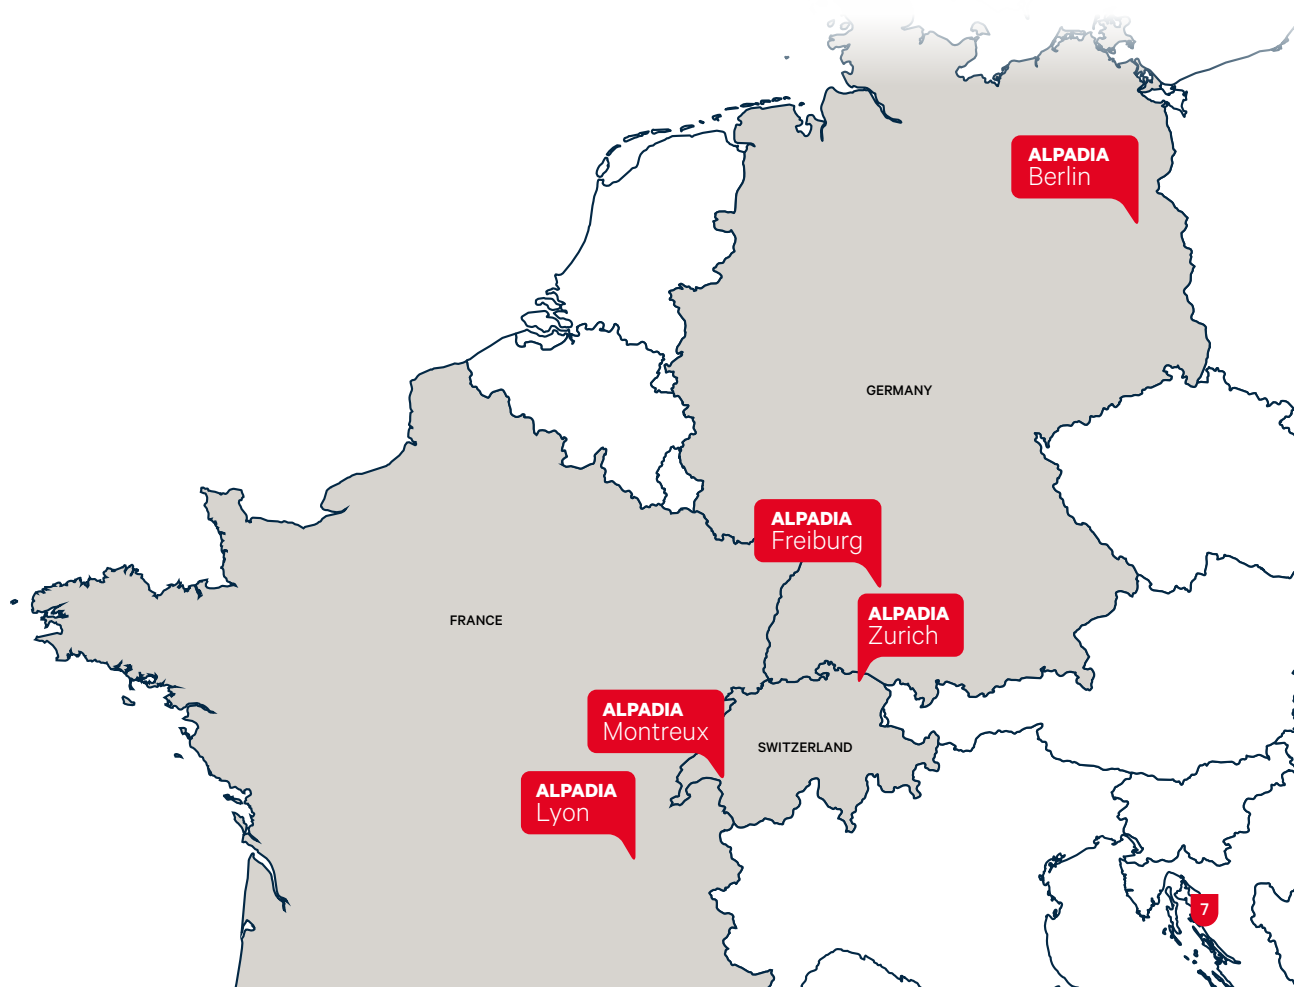 ALPADIA
Berlin
GERMANY
ALPADIA
Freiburg
ALPADIA
Zurich
FRANCE
ALPADIA
Montreux
SWITZERLAND
ALPADIA
Lyon
7